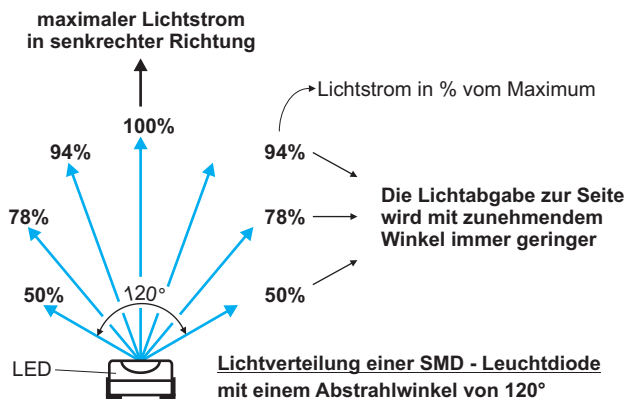 maximaler Lichtstrom
in senkrechter Richtung
Lichtstrom in % vom Maximum
100%
94%
94%
78%
78%
Die Lichtabgabe zur Seite
wird mit zunehmendem
Winkel immer geringer
50%
120°
50%
LED
Lichtverteilung einer SMD - Leuchtdiode
mit einem Abstrahlwinkel von 120°